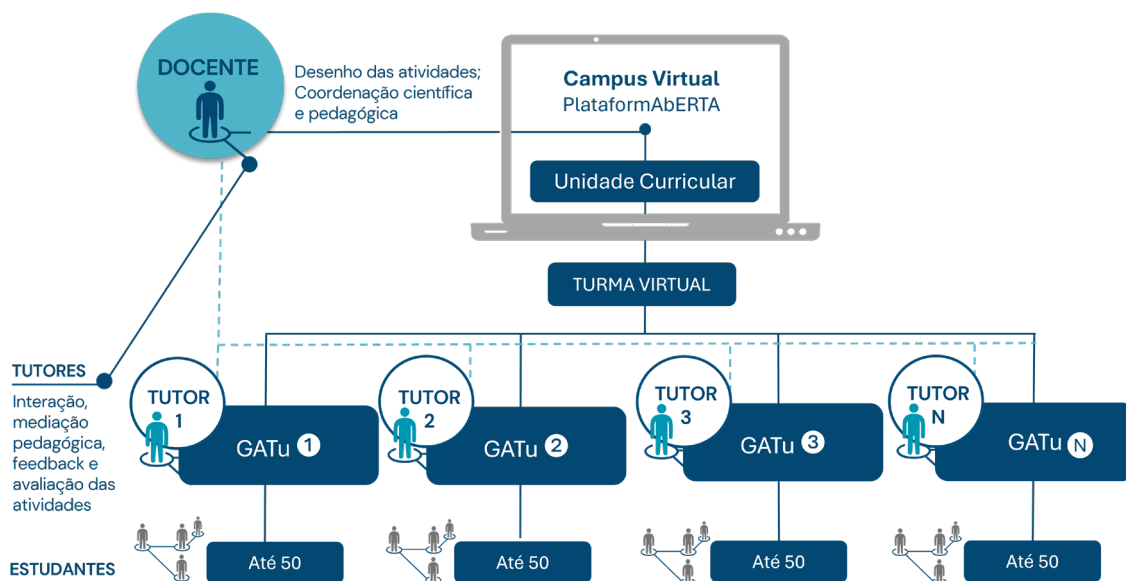 DOCENTE
Desenho das atividades;
Coordenação científica
e pedagógica
Campus Virtual
PlataformAbERTA
Unidade Curricular
TURMA VIRTUAL
TUTORES
Interação,
mediação
pedagógica,
feedback e
avaliação das
atividades
TUTOR
1
GATu 1
TUTOR
2
GATu 2
TUTOR
3
GATu 3
TUTOR
N
GATu N
ESTUDANTES
Até 50
Até 50
Até 50
Até 50